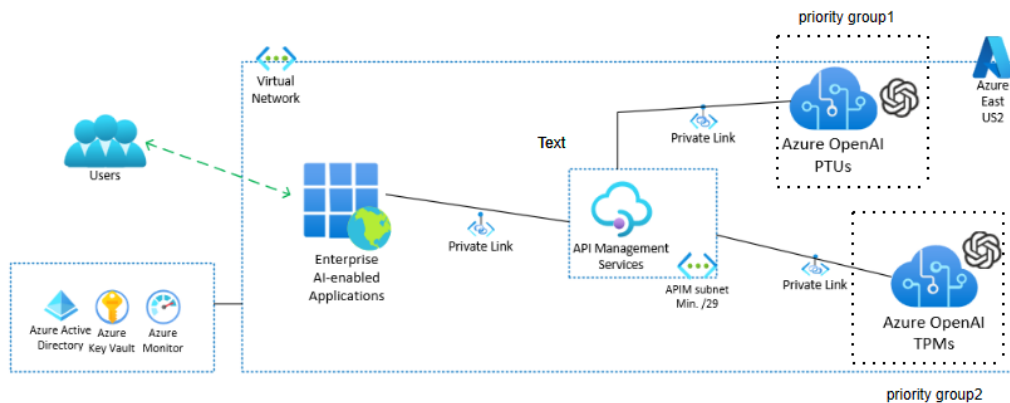 priority group1
Virtual
Network
Azure
East
US2
Users
Text
Private Link
Azure OpenAI
PTUs
Enterprise
AI-enabled
Applications
Private Link
API Management
Services
APIM subnet
Min. /29
Private Link
Azure OpenAI
TPMs
Azure Active
Directory
Azure
Key Vault
Azure
Monitor
priority group2